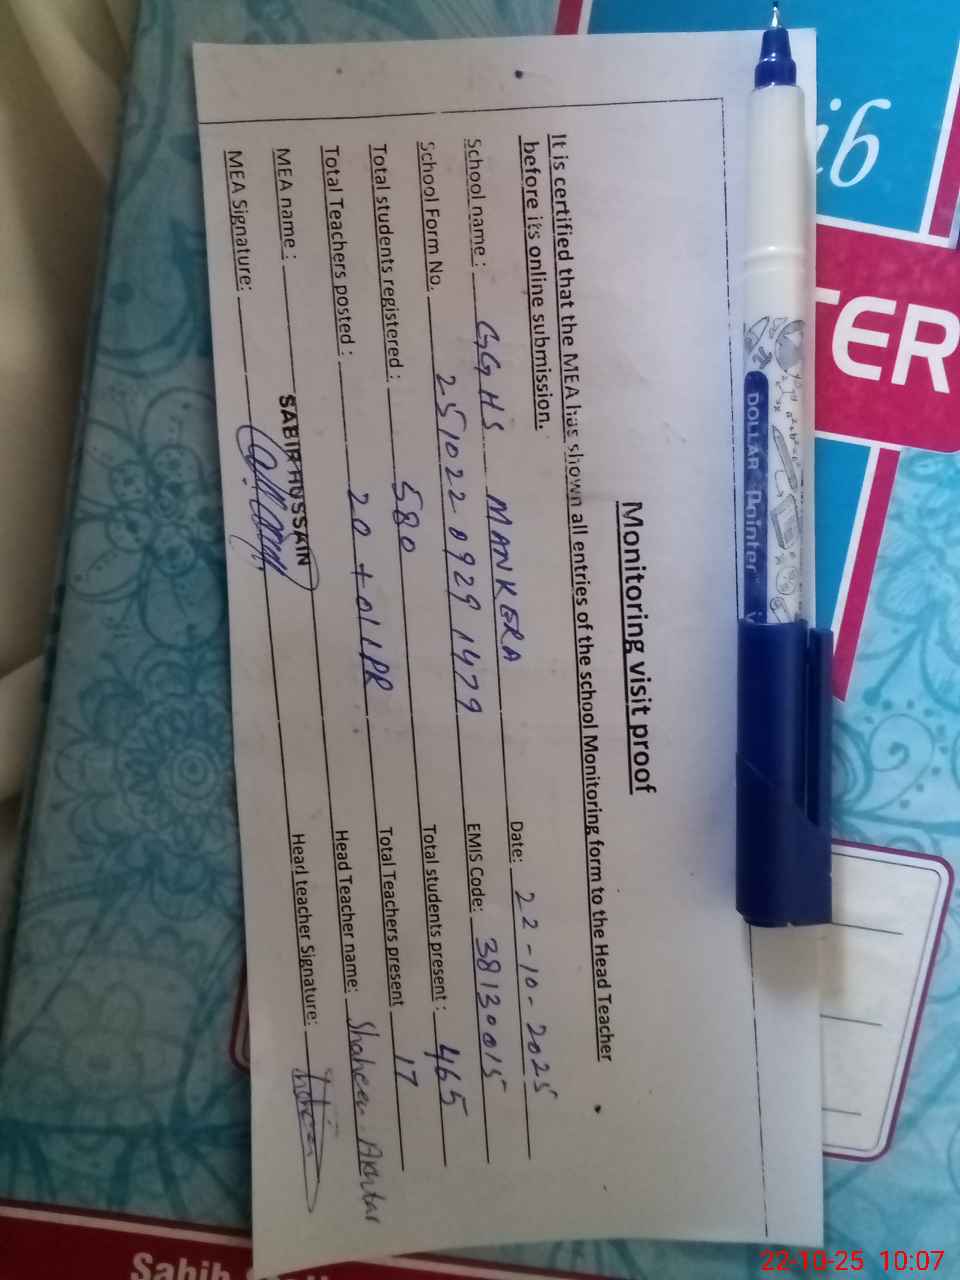 Monitoring visit proof
It is certified that the MEA has shown all entries of the school Monitoring form to the Head Teacher
before its online submission.
School name : GGHS MANKERA Date: 22-10-2025
School Form No. 25102209291479 EMIS Code: 38130015
Total students registered : 580 Total students present : 465
Total Teachers posted : 20 + 01 LPR Total Teachers present 17
MEA name : SABIR HUSSAIN Head Teacher name: Shaheen Akhtar
MEA Signature: Head teacher Signature:
DOLLAR Pointer
ib
TER
Sahib
22-10-25 10:07